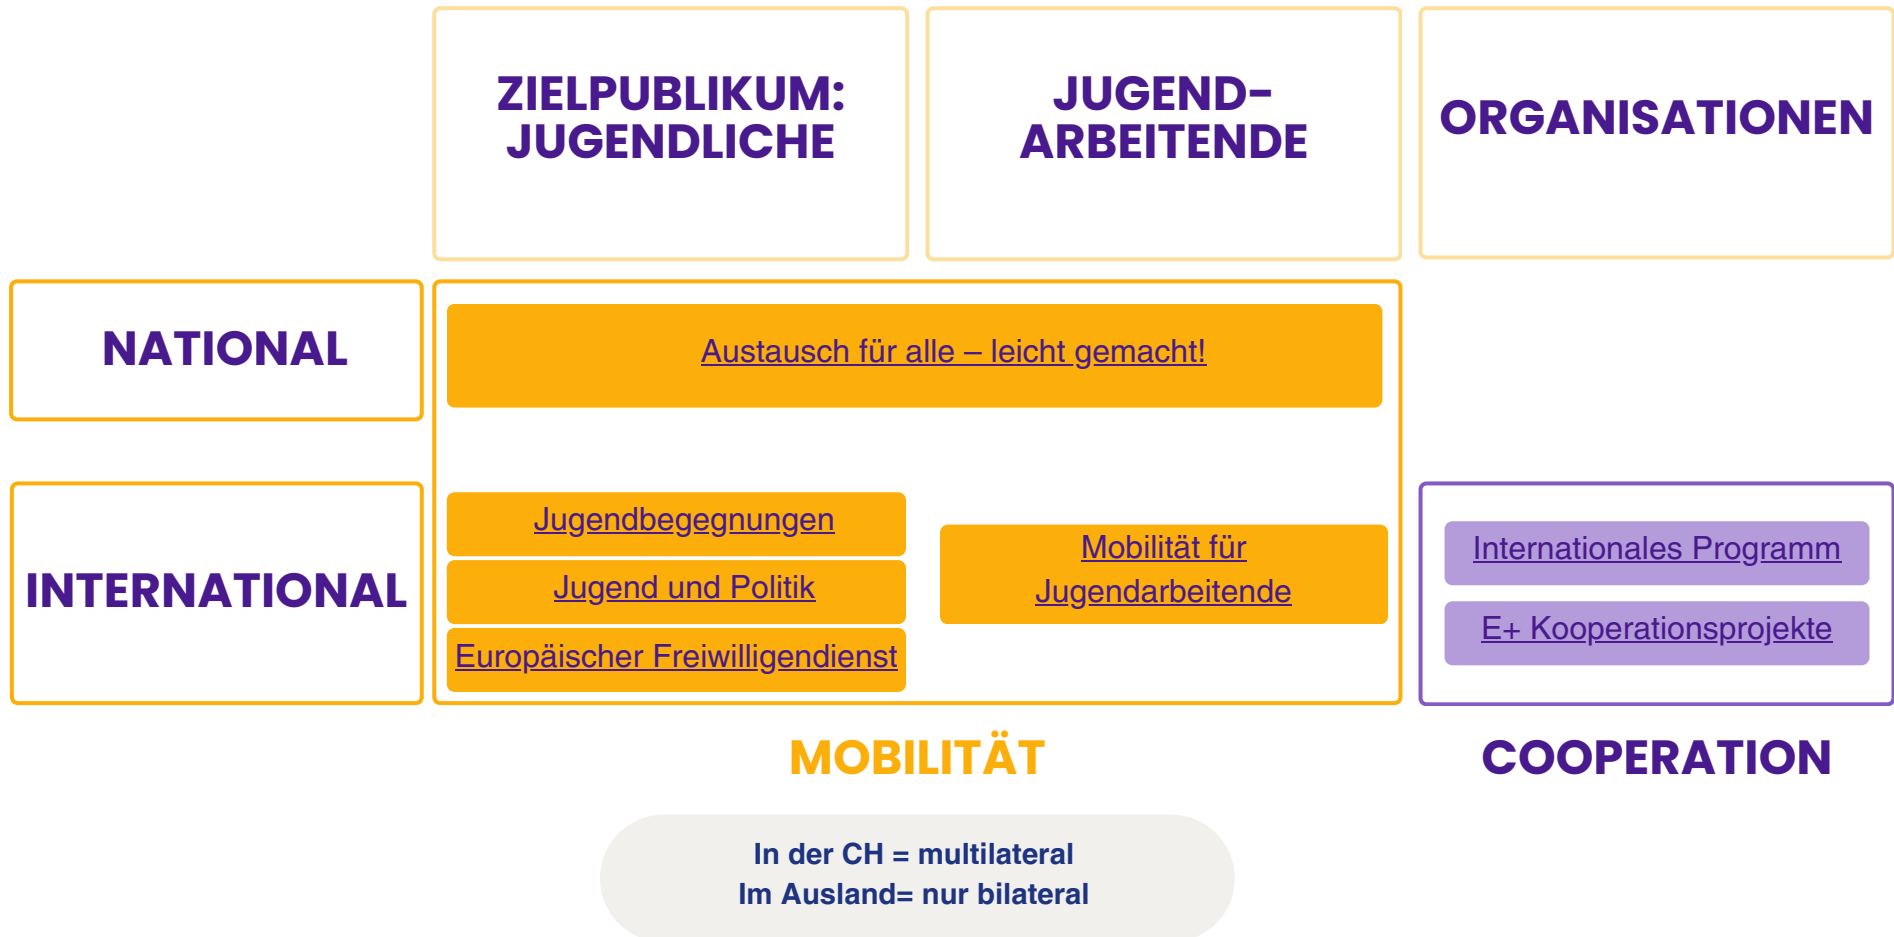 ZIELPUBLIKUM:
JUGENDLICHE
JUGEND-
ARBEITENDE
ORGANISATIONEN
NATIONAL
Austausch für alle – leicht gemacht!
INTERNATIONAL
Jugendbegegnungen
Jugend und Politik
Europäischer Freiwilligendienst
Mobilität für
Jugendarbeitende
Internationales Programm
E+ Kooperationsprojekte
MOBILITÄT
COOPERATION
In der CH = multilateral
Im Ausland= nur bilateral